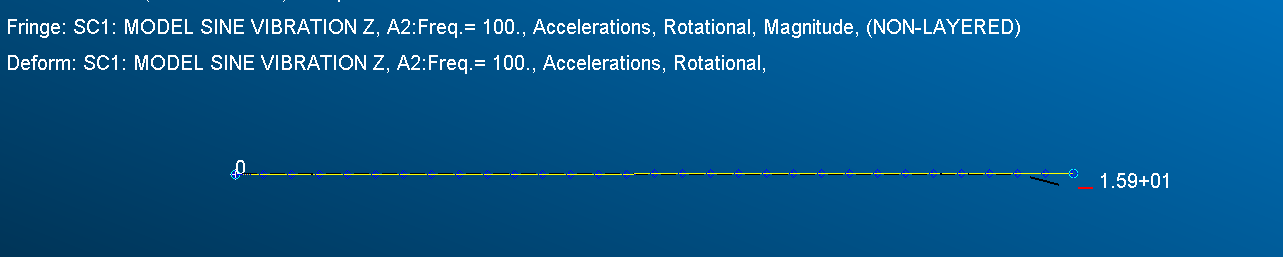 Fringe: SC1: MODEL SINE VIBRATION Z, A2:Freq.= 100., Accelerations, Rotational, Magnitude, (NON-LAYERED)
Deform: SC1: MODEL SINE VIBRATION Z, A2:Freq.= 100., Accelerations, Rotational,
0
1.59+01